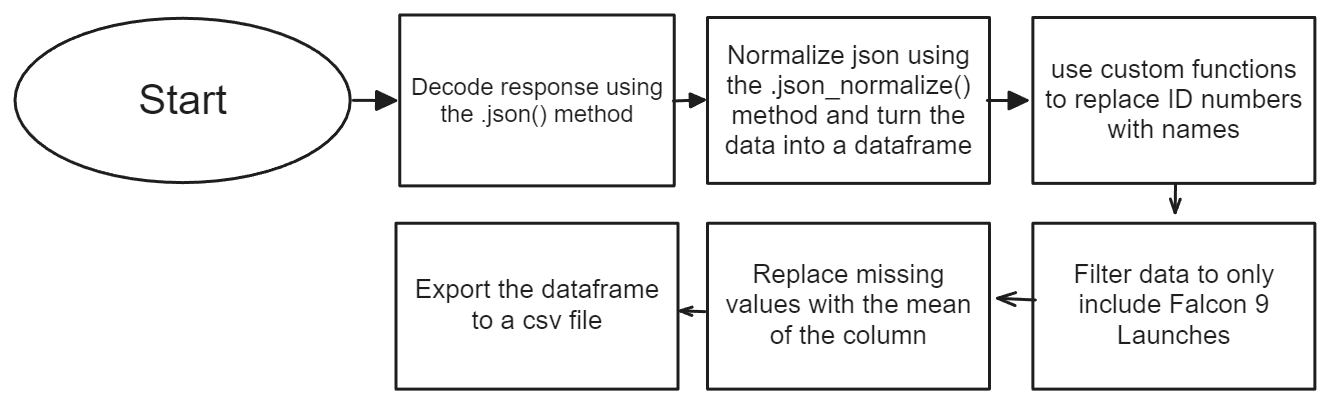 Start
Decode response using
the .json() method
Normalize json using
the .json_normalize()
method and turn the
data into a dataframe
use custom functions
to replace ID numbers
with names
Filter data to only
include Falcon 9
Launches
Replace missing
values with the mean
of the column
Export the dataframe
to a csv file